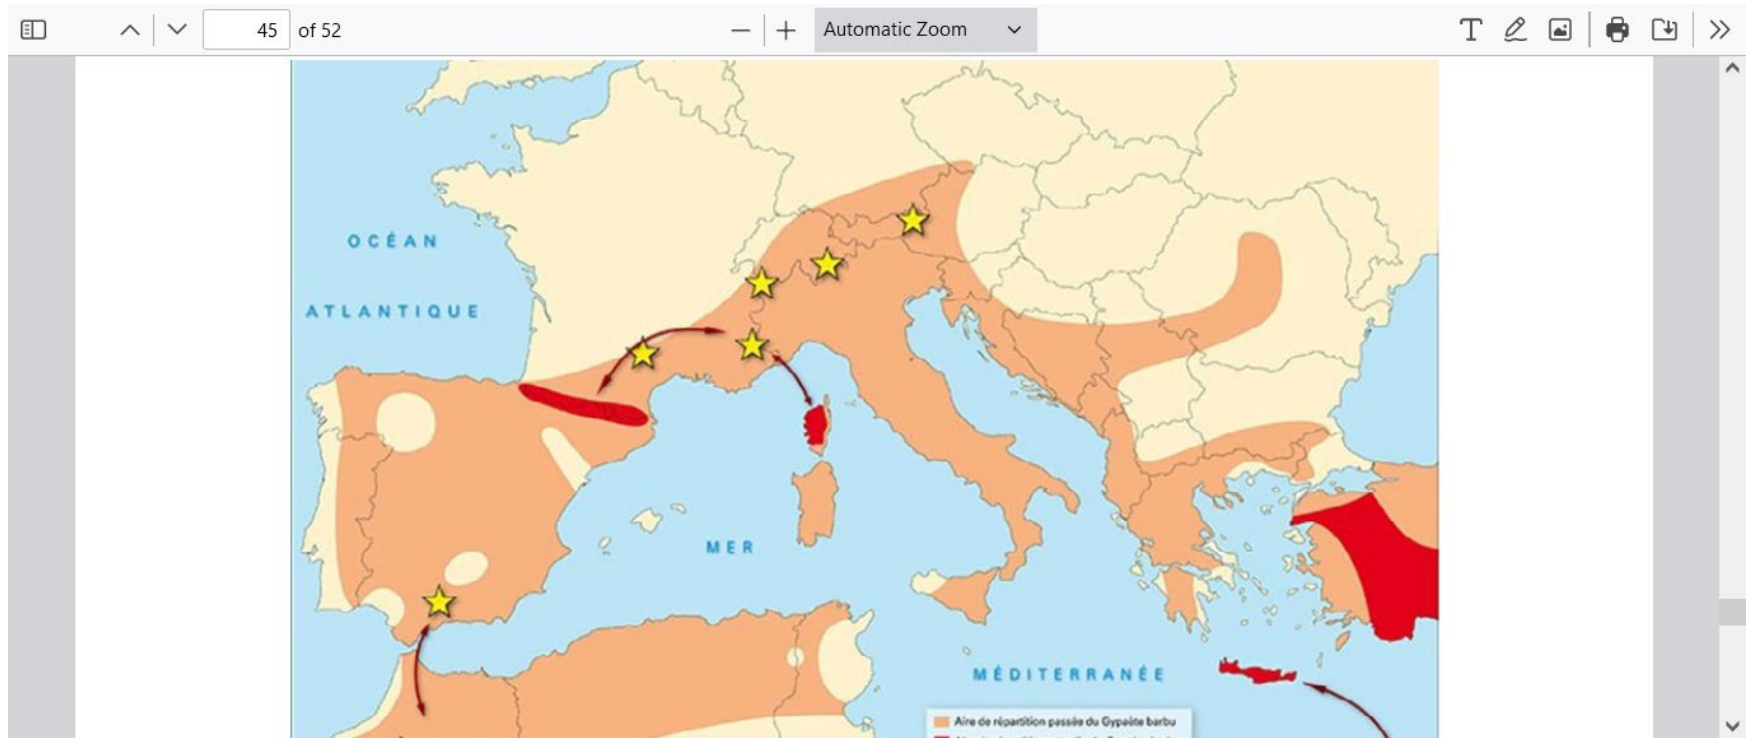 45 of 52
Automatic Zoom
OCÉAN
ATLANTIQUE
MER
MÉDITERRANÉE
Aire de répartition passée du Gypaète barbu